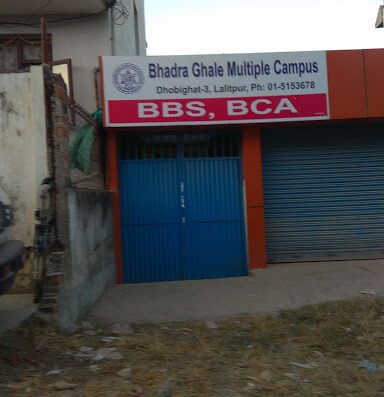 Bhadra Ghale Multiple Campus
Dhobighat-3, Lalitpur, Ph: 01-5153678
BBS, BCA